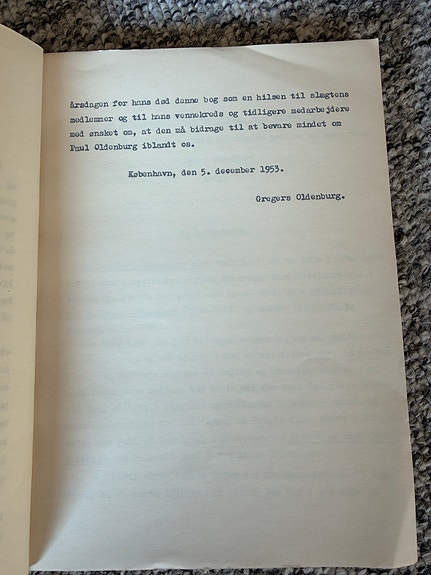 årsdagen for hans død denne bog som en hilsen til slægtens
medlemmer og til hans vennekreds og tidligere medarbejdere
med ønsket om, at den må bidrage til at bevare mindet om
Paul Oldenburg iblandt os.
København, den 5. december 1953.
Gregers Oldenburg.